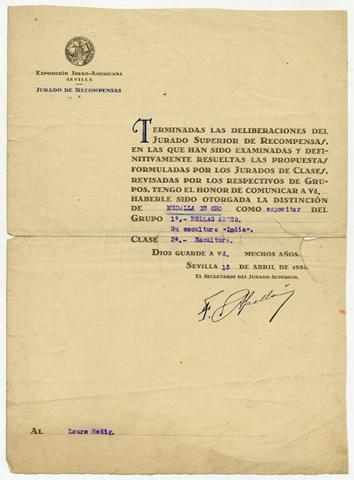 Exposición Ibero-Americana
Sevilla
Jurado de Recompensas
Terminadas las deliberaciones del
Jurado Superior de Recompensas,
en las que han sido examinadas y defi-
nitivamente resueltas las propuestas
formuladas por los Jurados de Clases,
revisadas por los respectivos de Gru-
pos, tengo el honor de comunicar a Vd.
haberle sido otorgada la distinción
de MEDALLA DE ORO como expositor del
Grupo 1º.- BELLAS ARTES.
Su escultura "India".
Clase 2ª.- Escultura.
Dios guarde a Vd. muchos años.
Sevilla 15 de abril de 1930
El Secretario del Jurado Superior,
Al Laura Rodig.